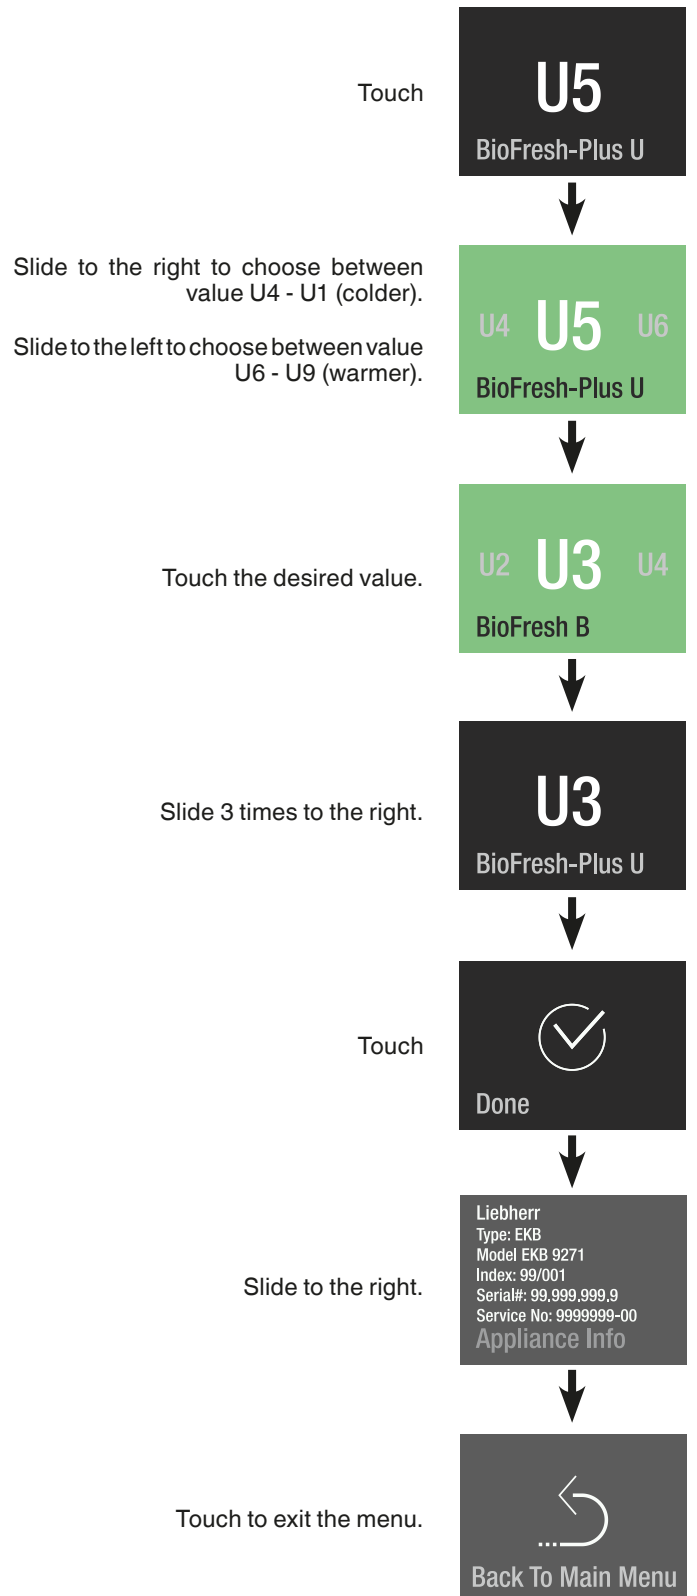 Touch
U5
BioFresh-Plus U
Slide to the right to choose between
value U4 - U1 (colder).
Slide to the left to choose between value
U6 - U9 (warmer).
U4 U5 U6
BioFresh-Plus U
Touch the desired value.
U2 U3 U4
BioFresh B
Slide 3 times to the right.
U3
BioFresh-Plus U
Touch
Done
Slide to the right.
Liebherr
Type: EKB
Model EKB 9271
Index: 99/001
Serial#: 99,999,999,9
Service No: 9999999-00
Appliance Info
Touch to exit the menu.
Back To Main Menu